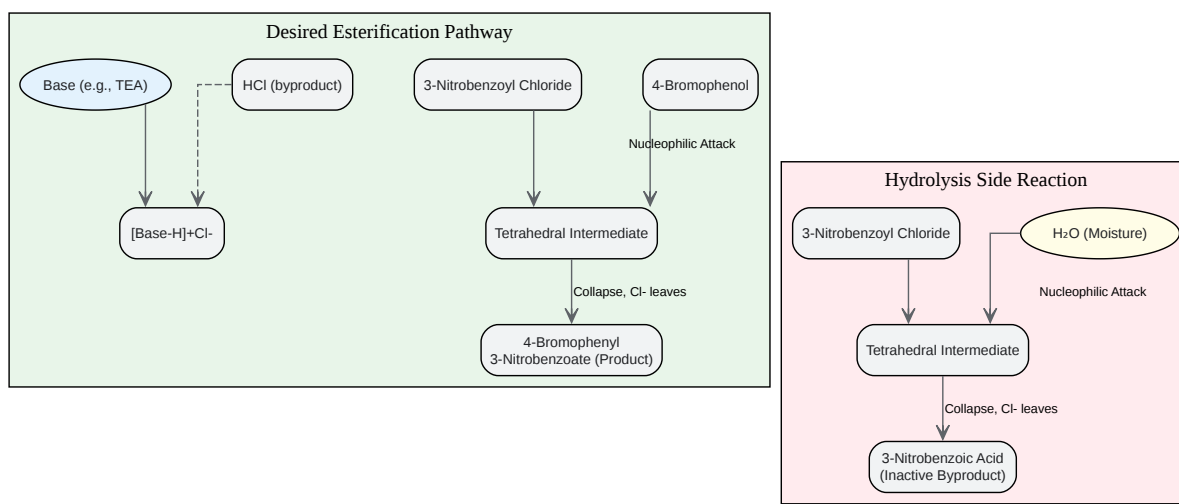 Desired Esterification Pathway
Base (e.g., TEA)
HCl (byproduct)
3-Nitrobenzoyl Chloride
4-Bromophenol
Nucleophilic Attack
[Base-H]+Cl-
Tetrahedral Intermediate
Collapse, Cl- leaves
4-Bromophenyl
3-Nitrobenzoate (Product)
Hydrolysis Side Reaction
3-Nitrobenzoyl Chloride
H₂O (Moisture)
Nucleophilic Attack
Tetrahedral Intermediate
Collapse, Cl- leaves
3-Nitrobenzoic Acid
(Inactive Byproduct)